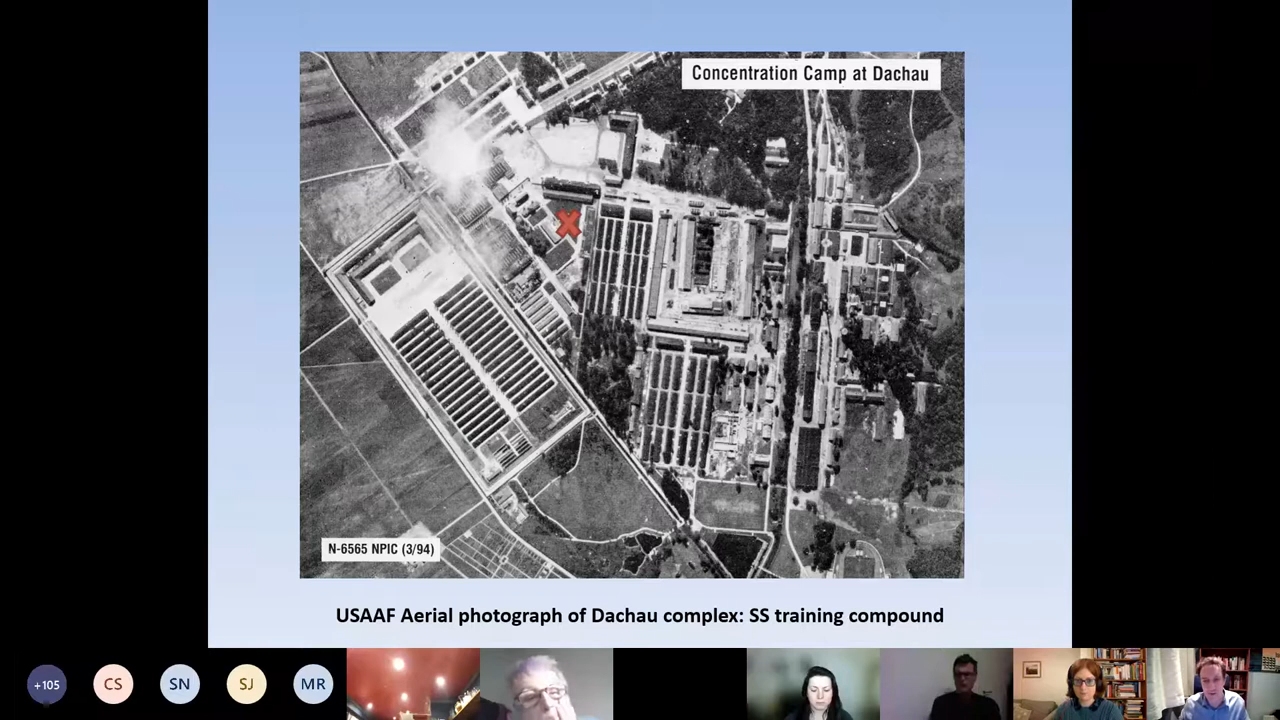 Concentration Camp at Dachau
N-6565 NPIC (3/94)
USAAF Aerial photograph of Dachau complex: SS training compound
+105
CS
SN
SJ
MR